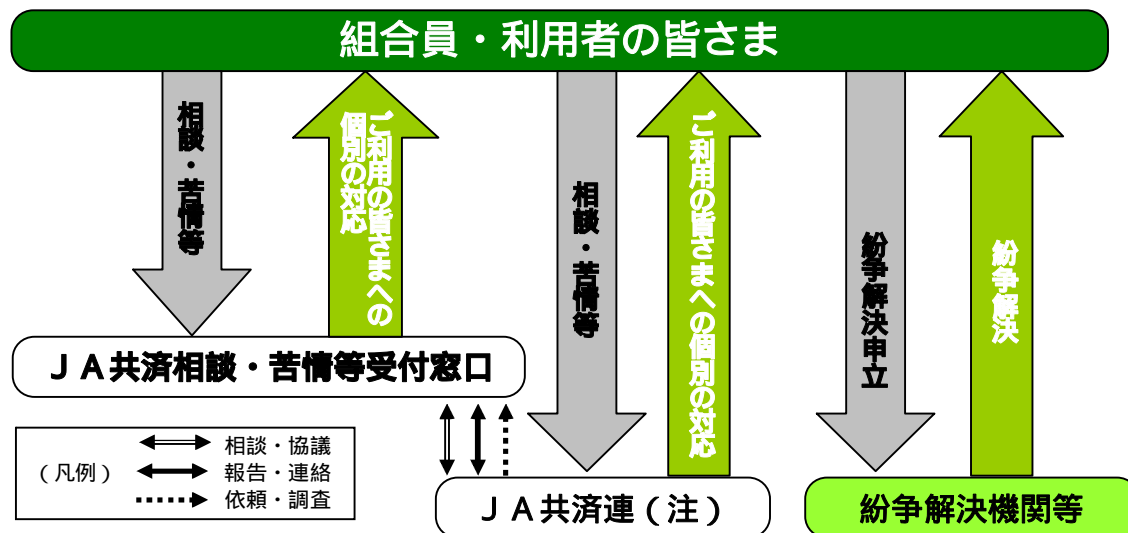 組合員・利用者の皆さま
相談・苦情等
ご利用の皆さまへの
個別の対応
相談・苦情等
ご利用の皆さまへの個別の対応
紛争解決申立
紛争解決
ＪＡ共済相談・苦情等受付窓口
（凡例）
相談・協議
報告・連絡
依頼・調査
ＪＡ共済連（注）
紛争解決機関等